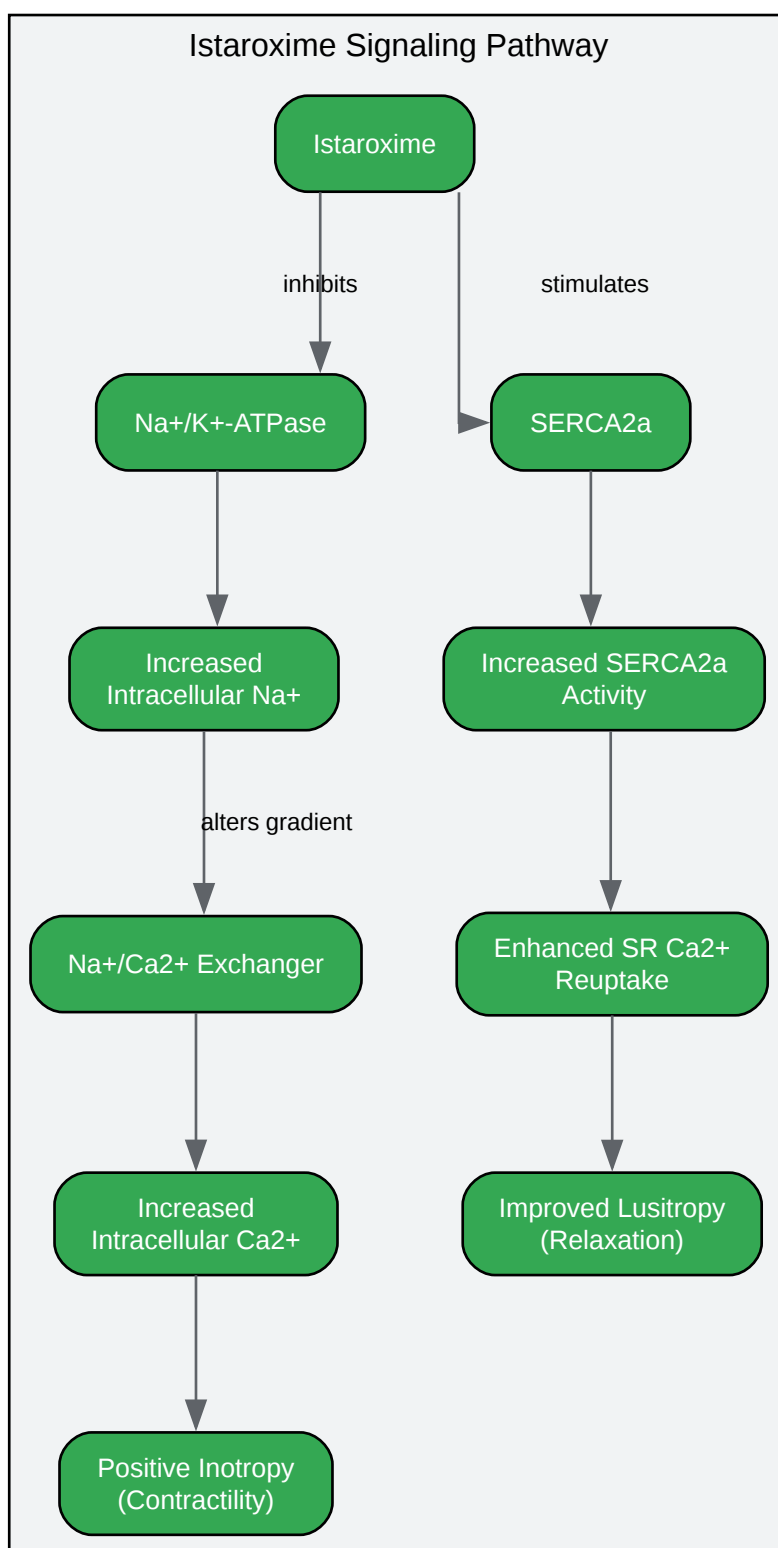 Istaroxime Signaling Pathway
Istaroxime
inhibits
stimulates
Na+/K+-ATPase
SERCA2a
Increased
Intracellular Na+
Increased SERCA2a
Activity
alters gradient
Na+/Ca2+ Exchanger
Enhanced SR Ca2+
Reuptake
Increased
Intracellular Ca2+
Improved Lusitropy
(Relaxation)
Positive Inotropy
(Contractility)